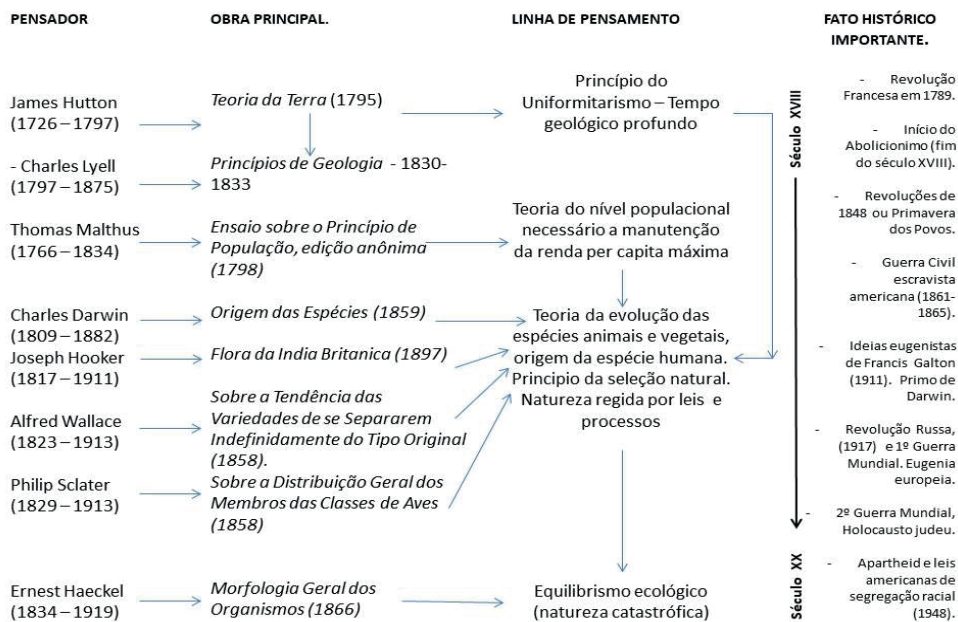 PENSADOR
OBRA PRINCIPAL.
LINHA DE PENSAMENTO
FATO HISTÓRICO
IMPORTANTE.
James Hutton
(1726 – 1797)
Teoria da Terra (1795)
Princípio do
Uniformitarismo – Tempo
geológico profundo
- Charles Lyell
(1797 – 1875)
Princípios de Geologia - 1830-
1833
Thomas Malthus
(1766 – 1834)
Ensaio sobre o Princípio de
População, edição anônima
(1798)
Teoria do nível populacional
necessário a manutenção
da renda per capita máxima
Charles Darwin
(1809 – 1882)
Origem das Espécies (1859)
Teoria da evolução das
espécies animais e vegetais,
origem da espécie humana.
Principio da seleção natural.
Natureza regida por leis e
processos
Joseph Hooker
(1817 – 1911)
Flora da India Britanica (1897)
Alfred Wallace
(1823 – 1913)
Sobre a Tendência das
Variedades de se Separarem
Indefinidamente do Tipo Original
(1858).
Philip Sclater
(1829 – 1913)
Sobre a Distribuição Geral dos
Membros das Classes de Aves
(1858)
Ernest Haeckel
(1834 – 1919)
Morfologia Geral dos
Organismos (1866)
Equilibrismo ecológico
(natureza catastrófica)
Século XVIII
Século XX
- Revolução
Francesa em 1789.
- Início do
Abolicionimo (fim
do século XVIII).
- Revoluções de
1848 ou Primavera
dos Povos.
- Guerra Civil
escravista
americana (1861-
1865).
- Ideias eugenistas
de Francis Galton
(1911). Primo de
Darwin.
- Revolução Russa,
(1917) e 1º Guerra
Mundial. Eugenia
europeia.
- 2º Guerra Mundial,
Holocausto judeu.
- Apartheid e leis
americanas de
segregação racial
(1948).